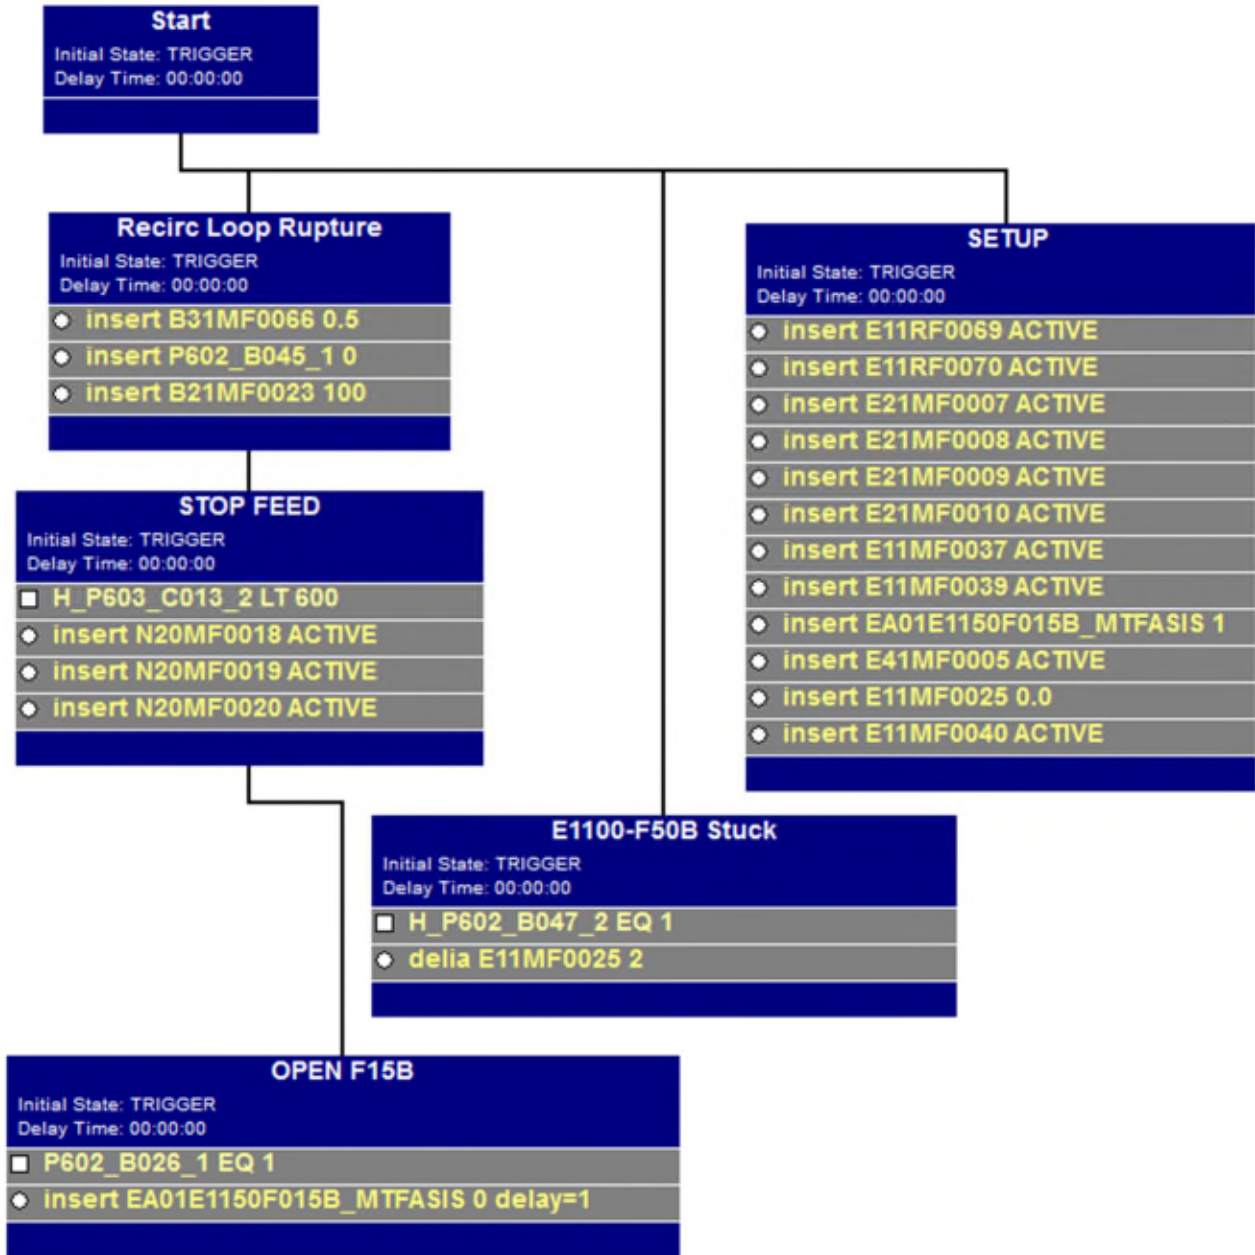 Start
Initial State: TRIGGER
Delay Time: 00:00:00
Recirc Loop Rupture
Initial State: TRIGGER
Delay Time: 00:00:00
insert B31MF0066 0.5
insert P602_B045_1 0
insert B21MF0023 100
SETUP
Initial State: TRIGGER
Delay Time: 00:00:00
insert E11RF0069 ACTIVE
insert E11RF0070 ACTIVE
insert E21MF0007 ACTIVE
insert E21MF0008 ACTIVE
insert E21MF0009 ACTIVE
insert E21MF0010 ACTIVE
insert E11MF0037 ACTIVE
insert E11MF0039 ACTIVE
insert EA01E1150F015B_MTFASIS 1
insert E41MF0005 ACTIVE
insert E11MF0025 0.0
insert E11MF0040 ACTIVE
STOP FEED
Initial State: TRIGGER
Delay Time: 00:00:00
H_P603_C013_2 LT 600
insert N20MF0018 ACTIVE
insert N20MF0019 ACTIVE
insert N20MF0020 ACTIVE
E1100-F50B Stuck
Initial State: TRIGGER
Delay Time: 00:00:00
H_P602_B047_2 EQ 1
delia E11MF0025 2
OPEN F15B
Initial State: TRIGGER
Delay Time: 00:00:00
P602_B026_1 EQ 1
insert EA01E1150F015B_MTFASIS 0 delay=1